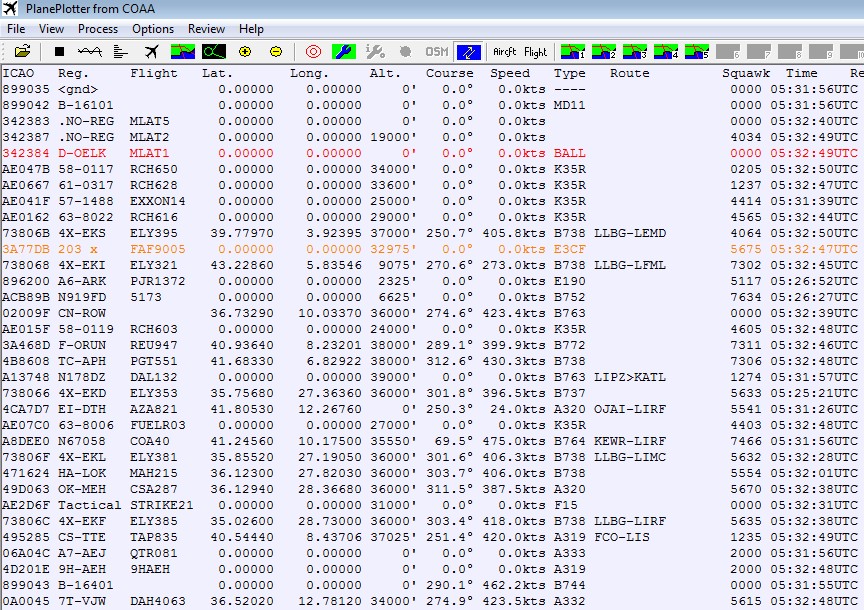 PlanePlotter from COAA
File View Process Options Review Help
OSM Aircft Flight 1 2 3 4 5 6 7 8 9 10
ICAO Reg. Flight Lat. Long. Alt. Course Speed Type Route Squawk Time Re
899035 <gnd> 0.00000 0.00000 0' 0.0° 0.0kts ---- 0000 05:31:56UTC
899042 B-16101 0.00000 0.00000 0' 0.0° 0.0kts MD11 0000 05:31:56UTC
342383 .NO-REG MLAT5 0.00000 0.00000 0' 0.0° 0.0kts 0000 05:32:40UTC
342387 .NO-REG MLAT2 0.00000 0.00000 19000' 0.0° 0.0kts 4034 05:32:49UTC
342384 D-OELK MLAT1 0.00000 0.00000 0' 0.0° 0.0kts BALL 0000 05:32:49UTC
AE047B 58-0117 RCH650 0.00000 0.00000 34000' 0.0° 0.0kts K35R 0205 05:32:50UTC
AE0667 61-0317 RCH628 0.00000 0.00000 33600' 0.0° 0.0kts K35R 1237 05:32:47UTC
AE041F 57-1488 EXXON14 0.00000 0.00000 25000' 0.0° 0.0kts K35R 4414 05:31:39UTC
AE0162 63-8022 RCH616 0.00000 0.00000 29000' 0.0° 0.0kts K35R 4565 05:32:44UTC
73806B 4X-EKS ELY395 39.77970 3.92395 37000' 250.7° 405.8kts B738 LLBG-LEMD 4064 05:32:50UTC
3A77DB 203 x FAF9005 0.00000 0.00000 32975' 0.0° 0.0kts E3CF 5675 05:32:47UTC
738068 4X-EKI ELY321 43.22860 5.83546 9075' 270.6° 273.0kts B738 LLBG-LFML 7302 05:32:45UTC
896200 A6-ARK PJR1372 0.00000 0.00000 2325' 0.0° 0.0kts E190 5117 05:26:52UTC
ACB89B N919FD 5173 0.00000 0.00000 6625' 0.0° 0.0kts B752 7634 05:26:27UTC
02009F CN-ROW 36.73290 10.03370 36000' 274.6° 423.4kts B763 0000 05:32:39UTC
AE015F 58-0119 RCH603 0.00000 0.00000 24000' 0.0° 0.0kts K35R 4605 05:32:48UTC
3A468D F-ORUN REU947 40.93640 8.23201 38000' 289.1° 399.9kts B772 7311 05:32:46UTC
4B8608 TC-APH PGT551 41.68330 6.82922 38000' 312.6° 430.3kts B738 7306 05:32:48UTC
A13748 N178DZ DAL132 0.00000 0.00000 39000' 0.0° 0.0kts B763 LIPZ>KATL 1274 05:31:57UTC
738066 4X-EKD ELY353 35.75680 27.36360 36000' 301.8° 396.5kts B737 5633 05:25:21UTC
4CA7D7 EI-DTH AZA821 41.80530 12.26760 0' 250.3° 24.0kts A320 OJAI-LIRF 5541 05:31:26UTC
AE07C0 63-8006 FUELR03 0.00000 0.00000 27000' 0.0° 0.0kts K35R 4403 05:32:48UTC
A8DEE0 N67058 COA40 41.24560 10.17500 35550' 69.5° 475.0kts B764 KEWR-LIRF 7466 05:31:56UTC
73806F 4X-EKL ELY381 35.85520 27.19050 36000' 301.6° 406.3kts B738 LLBG-LIMC 5632 05:32:28UTC
471624 HA-LOK MAH215 36.12300 27.82030 36000' 303.7° 406.0kts B738 5554 05:32:01UTC
49D063 OK-MEH CSA287 36.12940 28.36680 36000' 311.5° 387.5kts A320 5670 05:32:38UTC
AE2D6F Tactical STRIKE21 0.00000 0.00000 31000' 0.0° 0.0kts F15 0000 05:32:31UTC
73806C 4X-EKF ELY385 35.02600 28.73000 36000' 303.4° 418.0kts B738 LLBG-LIRF 5635 05:32:38UTC
495285 CS-TTE TAP835 40.54440 8.43706 37025' 251.4° 420.0kts A319 FCO-LIS 1235 05:32:49UTC
06A04C A7-AEJ QTR081 0.00000 0.00000 0' 0.0° 0.0kts A333 2000 05:31:56UTC
4D201E 9H-AEH 9HAEH 0.00000 0.00000 0' 0.0° 0.0kts A319 2000 05:32:48UTC
899043 B-16401 0.00000 0.00000 0' 290.1° 462.2kts B744 0000 05:31:55UTC
0A0045 7T-VJW DAH4063 36.52020 12.78120 34000' 274.9° 423.5kts A332 5615 05:32:50UTC